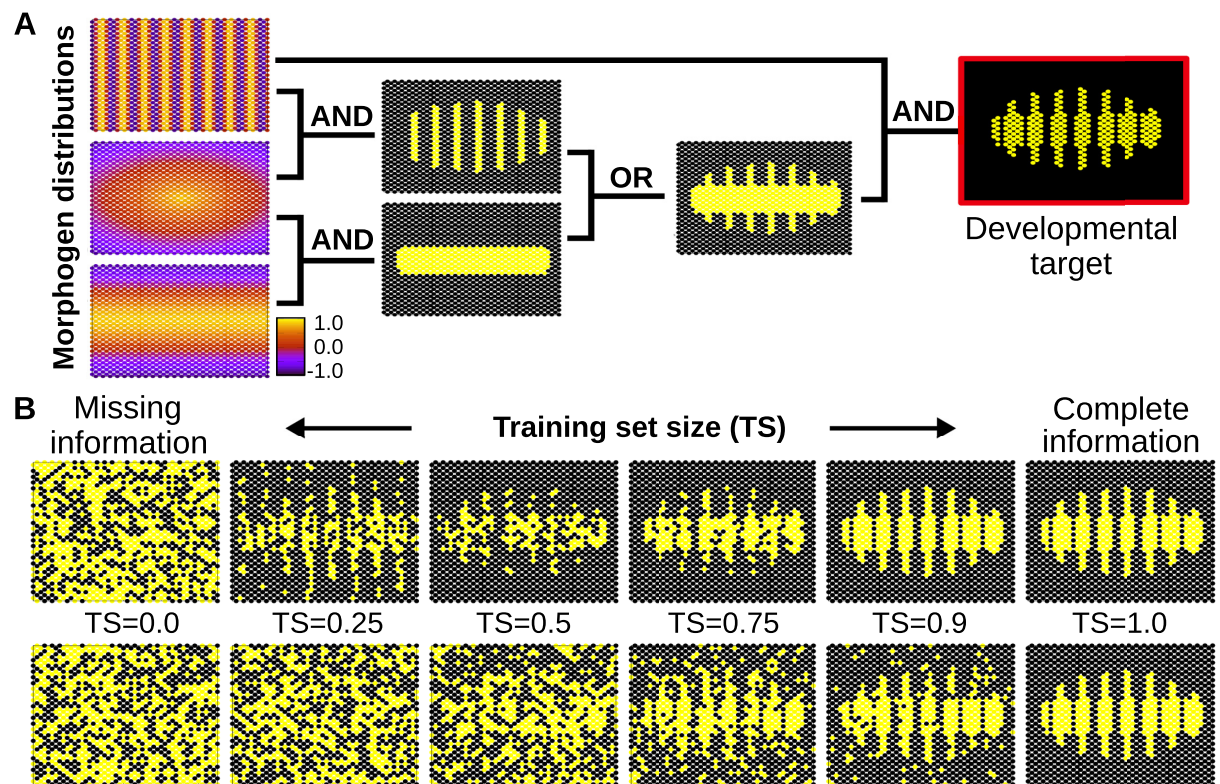 A
Morphogen distributions
AND
AND
OR
AND
Developmental
target
1.0
0.0
-1.0
B
Missing
information
Training set size (TS)
Complete
information
TS=0.0
TS=0.25
TS=0.5
TS=0.75
TS=0.9
TS=1.0